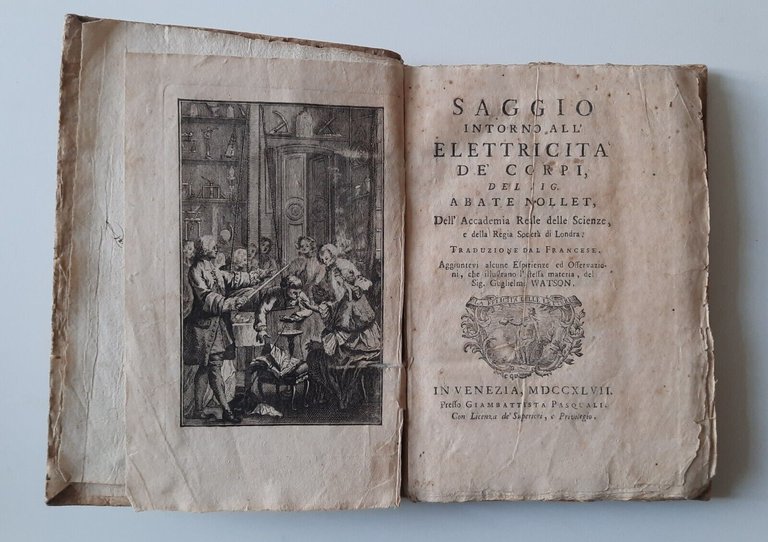 SAGGIO
INTORNO ALL'
ELETTRICITA
DE' CORPI,
DEL SIG.
ABATE NOLLET,
Dell' Accademia Reale delle Scienze,
e della Regia Società di Londra.
TRADUZIONE DAL FRANCESE.
Aggiuntevi alcune Esperienze ed Osservazio-
ni, che illustrano l'istessa materia, del
Sig. Guglielmo WATSON.
IN VENEZIA, MDCCXLVII.
Presso GIAMBATTISTA PASQUALI.
Con Licenza de' Superiori, e Privilegio.